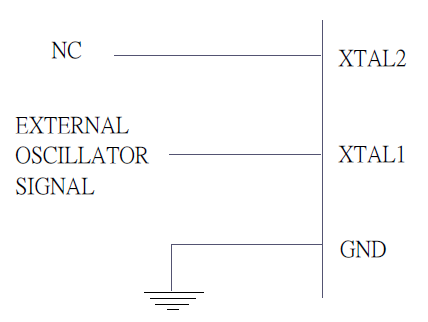 NC
XTAL2
EXTERNAL
OSCILLATOR
SIGNAL
XTAL1
GND